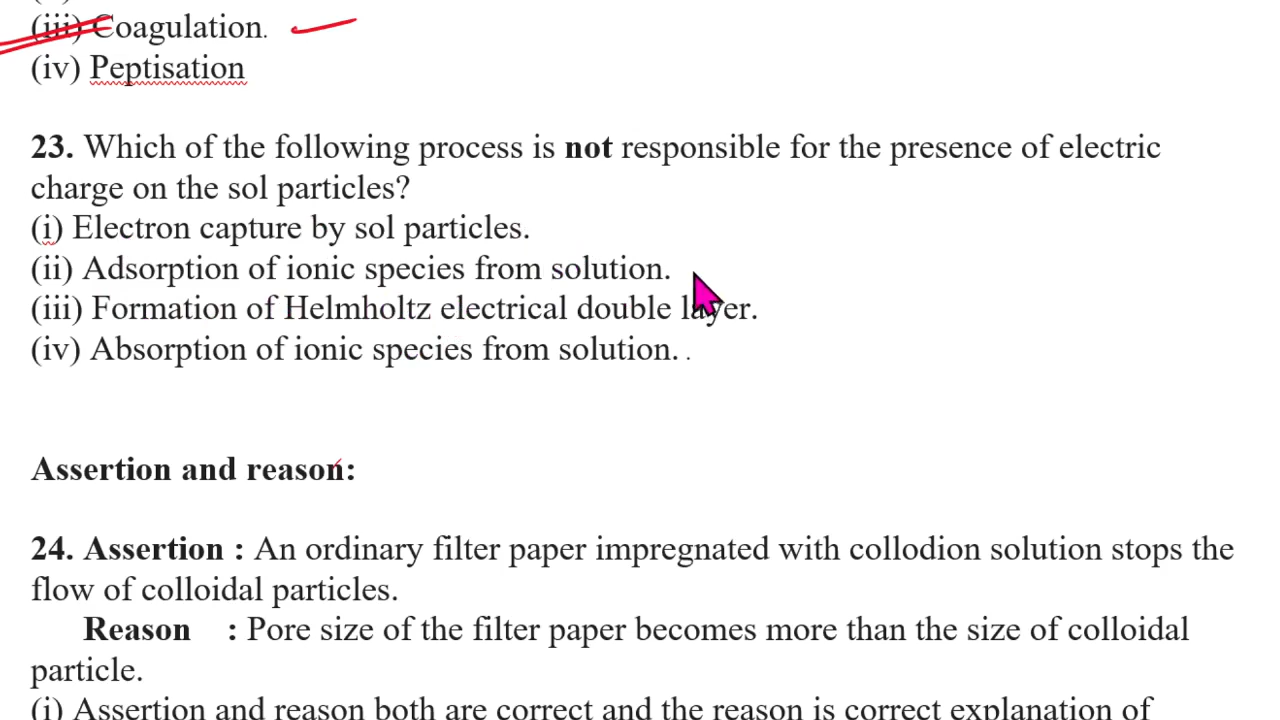 (iii) Coagulation.
(iv) Peptisation
23. Which of the following process is not responsible for the presence of electric
charge on the sol particles?
(i) Electron capture by sol particles.
(ii) Adsorption of ionic species from solution.
(iii) Formation of Helmholtz electrical double layer.
(iv) Absorption of ionic species from solution. .
Assertion and reason:
24. Assertion : An ordinary filter paper impregnated with collodion solution stops the
flow of colloidal particles.
Reason : Pore size of the filter paper becomes more than the size of colloidal
particle.
(i) Assertion and reason both are correct and the reason is correct explanation of